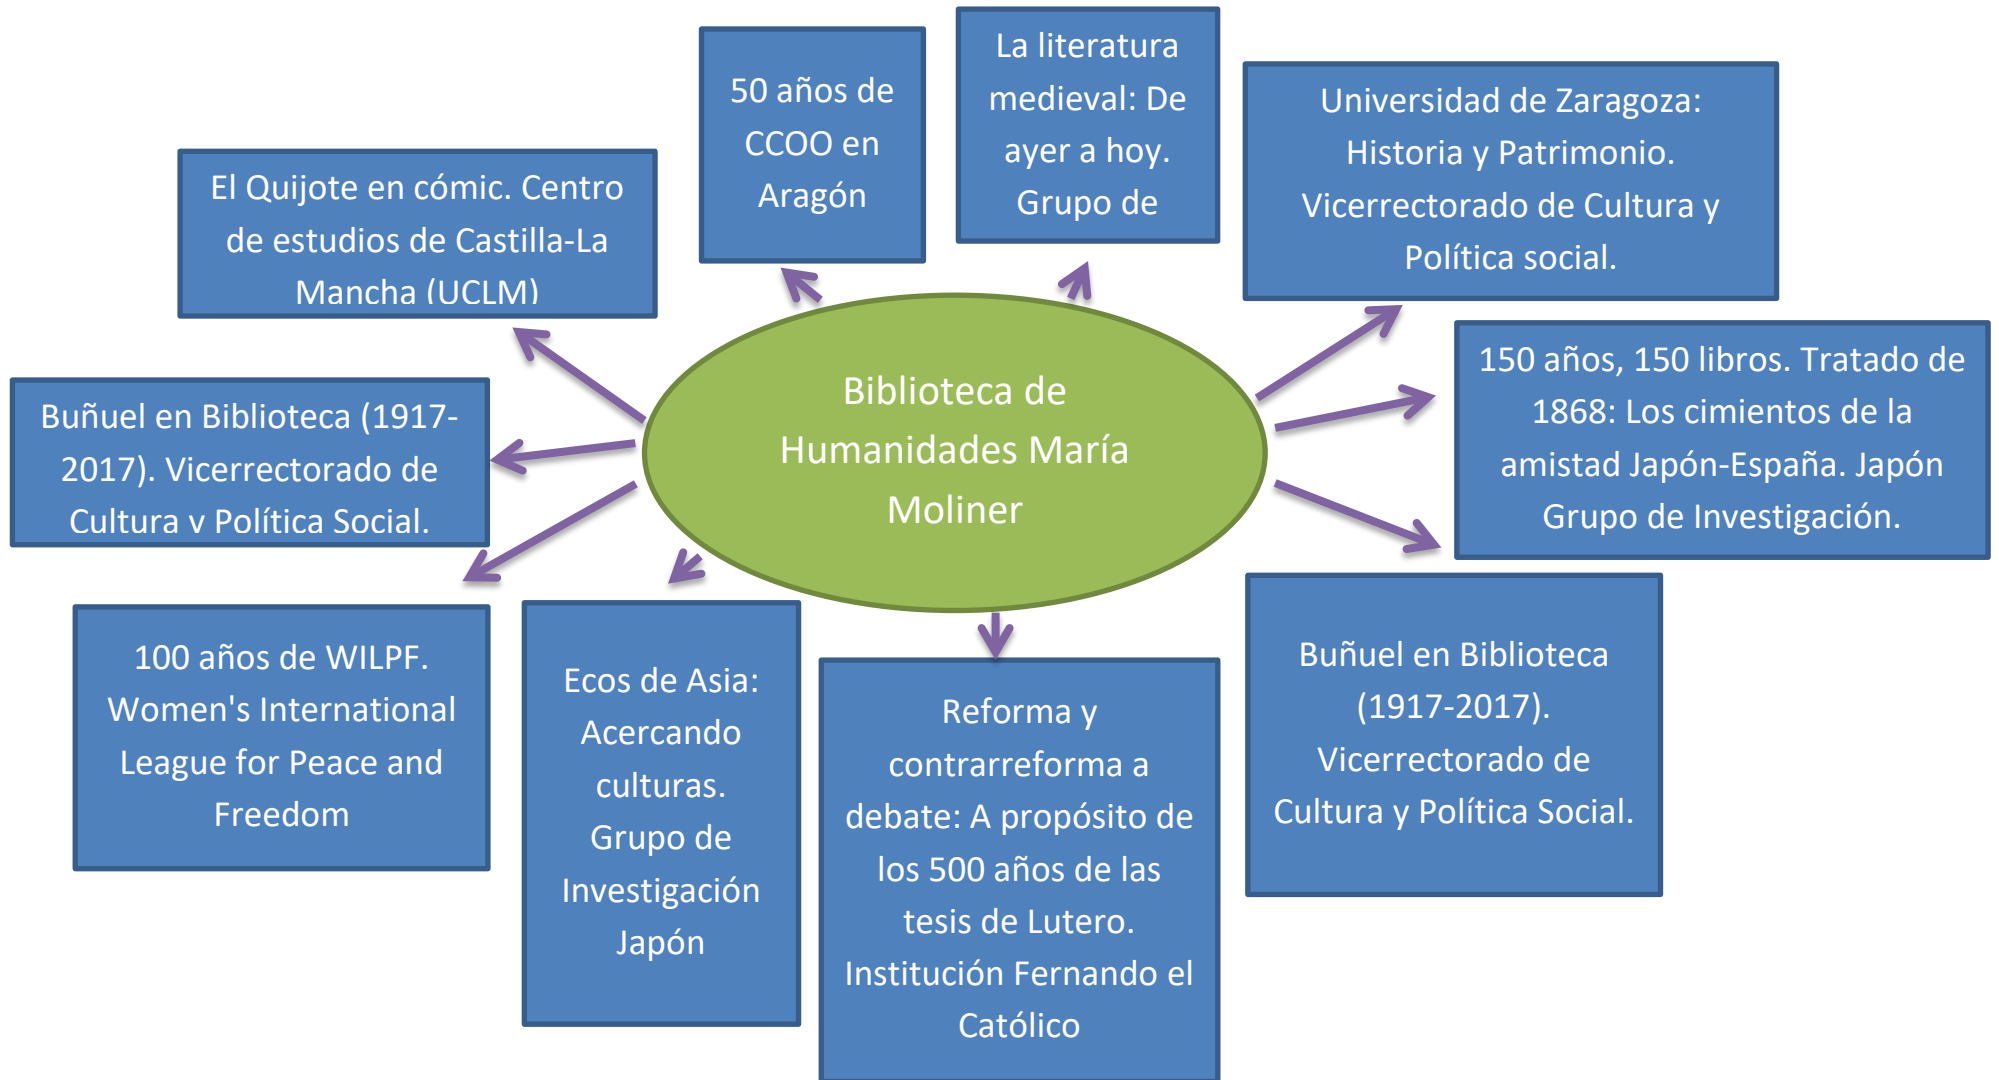 50 años de
CCOO en
Aragón
La literatura
medieval: De
ayer a hoy.
Grupo de
Universidad de Zaragoza:
Historia y Patrimonio.
Vicerrectorado de Cultura y
Política social.
El Quijote en cómic. Centro
de estudios de Castilla-La
Mancha (UCLM)
150 años, 150 libros. Tratado de
1868: Los cimientos de la
amistad Japón-España. Japón
Grupo de Investigación.
Biblioteca de
Humanidades María
Moliner
Buñuel en Biblioteca (1917-
2017). Vicerrectorado de
Cultura y Política Social.
100 años de WILPF.
Women's International
League for Peace and
Freedom
Ecos de Asia:
Acercando
culturas.
Grupo de
Investigación
Japón
Reforma y
contrarreforma a
debate: A propósito de
los 500 años de las
tesis de Lutero.
Institución Fernando el
Católico
Buñuel en Biblioteca
(1917-2017).
Vicerrectorado de
Cultura y Política Social.